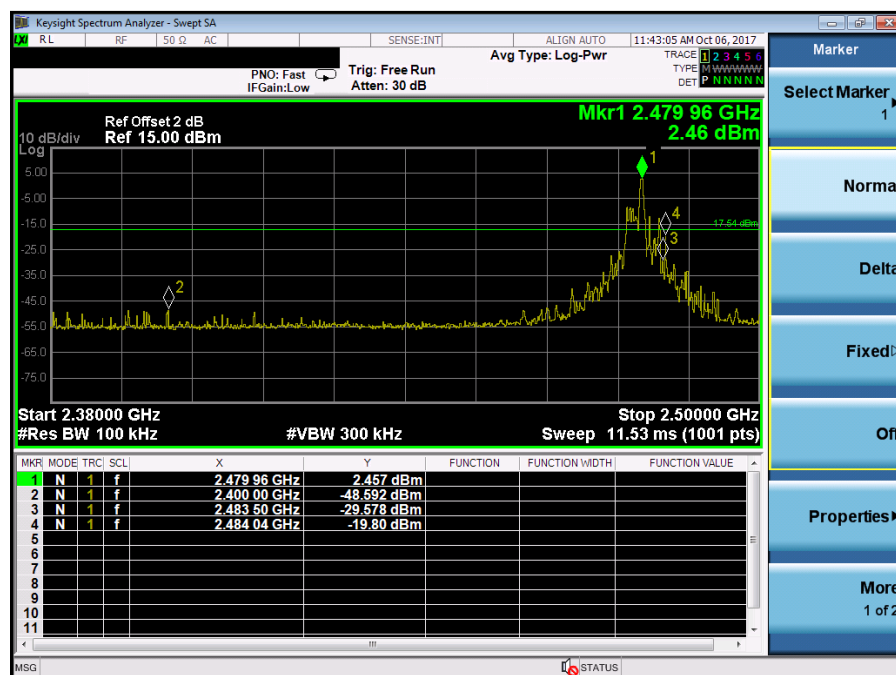 Keysight Spectrum Analyzer - Swept SA
LXI RL RF 50 Ω AC SENSE:INT ALIGN AUTO 11:43:05 AM Oct 06, 2017
Marker
Avg Type: Log-Pwr
TRACE 1 2 3 4 5 6
TYPE M WWWWW
DET P N N N N N
PNO: Fast Trig: Free Run
IFGain:Low Atten: 30 dB
Select Marker
1
Mkr1 2.479 96 GHz
2.46 dBm
Ref Offset 2 dB
10 dB/div Ref 15.00 dBm
Log
1
5.00
-5.00
-15.0
-25.0
-35.0
-45.0
-55.0
-65.0
-75.0
4
-17.54 dBm
3
2
Start 2.38000 GHz Stop 2.50000 GHz
#Res BW 100 kHz #VBW 300 kHz Sweep 11.53 ms (1001 pts)
MKR MODE TRC SCL X Y FUNCTION FUNCTION WIDTH FUNCTION VALUE
1 N 1 f 2.479 96 GHz 2.457 dBm
2 N 1 f 2.400 00 GHz -48.592 dBm
3 N 1 f 2.483 50 GHz -29.578 dBm
4 N 1 f 2.484 04 GHz -19.80 dBm
5
6
7
8
9
10
11
Norma
Delta
Fixed
Off
Properties
More
1 of 2
MSG STATUS